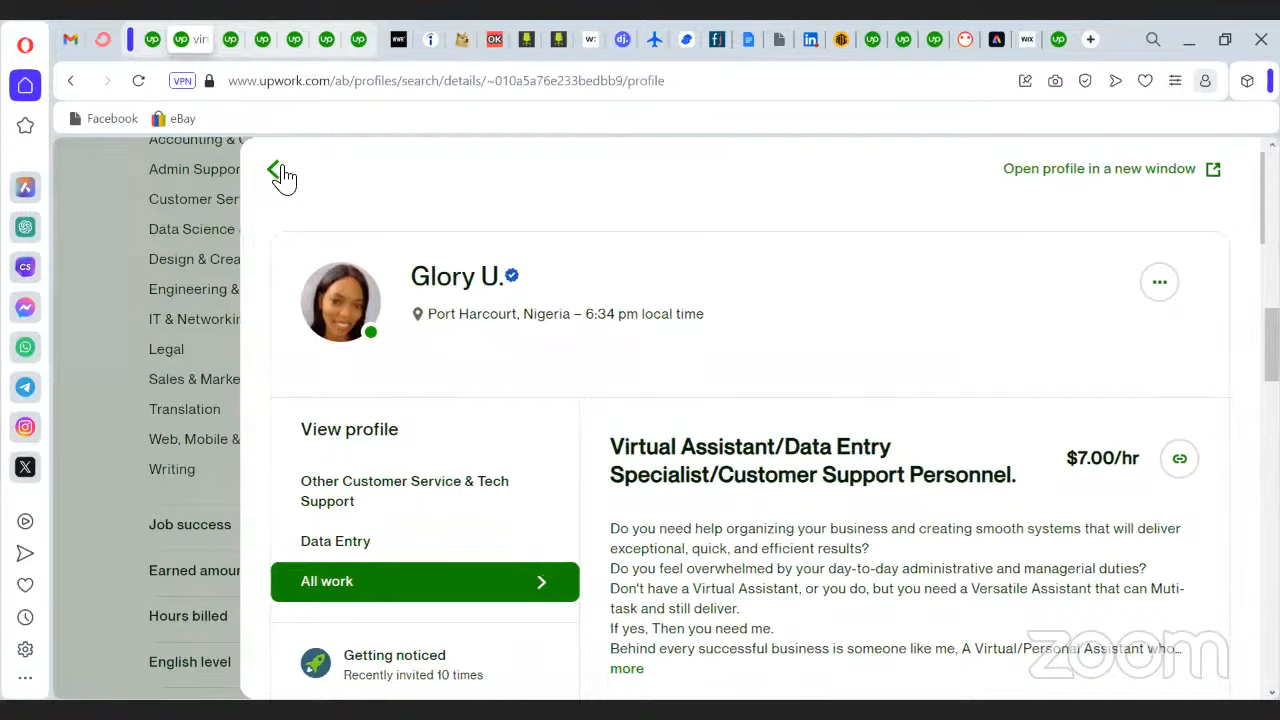 virt
www.upwork.com/ab/profiles/search/details/~010a5a76e233bedbb9/profile
VPN
Facebook
eBay
Accounting & C
Admin Suppor
Customer Ser
Data Science
Design & Crea
Engineering &
IT & Networkin
Legal
Sales & Marke
Translation
Web, Mobile &
Writing
Job success
Earned amour
Hours billed
English level
Open profile in a new window
Glory U.
Port Harcourt, Nigeria – 6:34 pm local time
View profile
Other Customer Service & Tech
Support
Data Entry
All work
Getting noticed
Recently invited 10 times
Virtual Assistant/Data Entry
Specialist/Customer Support Personnel.
$7.00/hr
Do you need help organizing your business and creating smooth systems that will deliver
exceptional, quick, and efficient results?
Do you feel overwhelmed by your day-to-day administrative and managerial duties?
Don't have a Virtual Assistant, or you do, but you need a Versatile Assistant that can Muti-
task and still deliver.
If yes, Then you need me.
Behind every successful business is someone like me, A Virtual/Personal Assistant who...
more
zoom